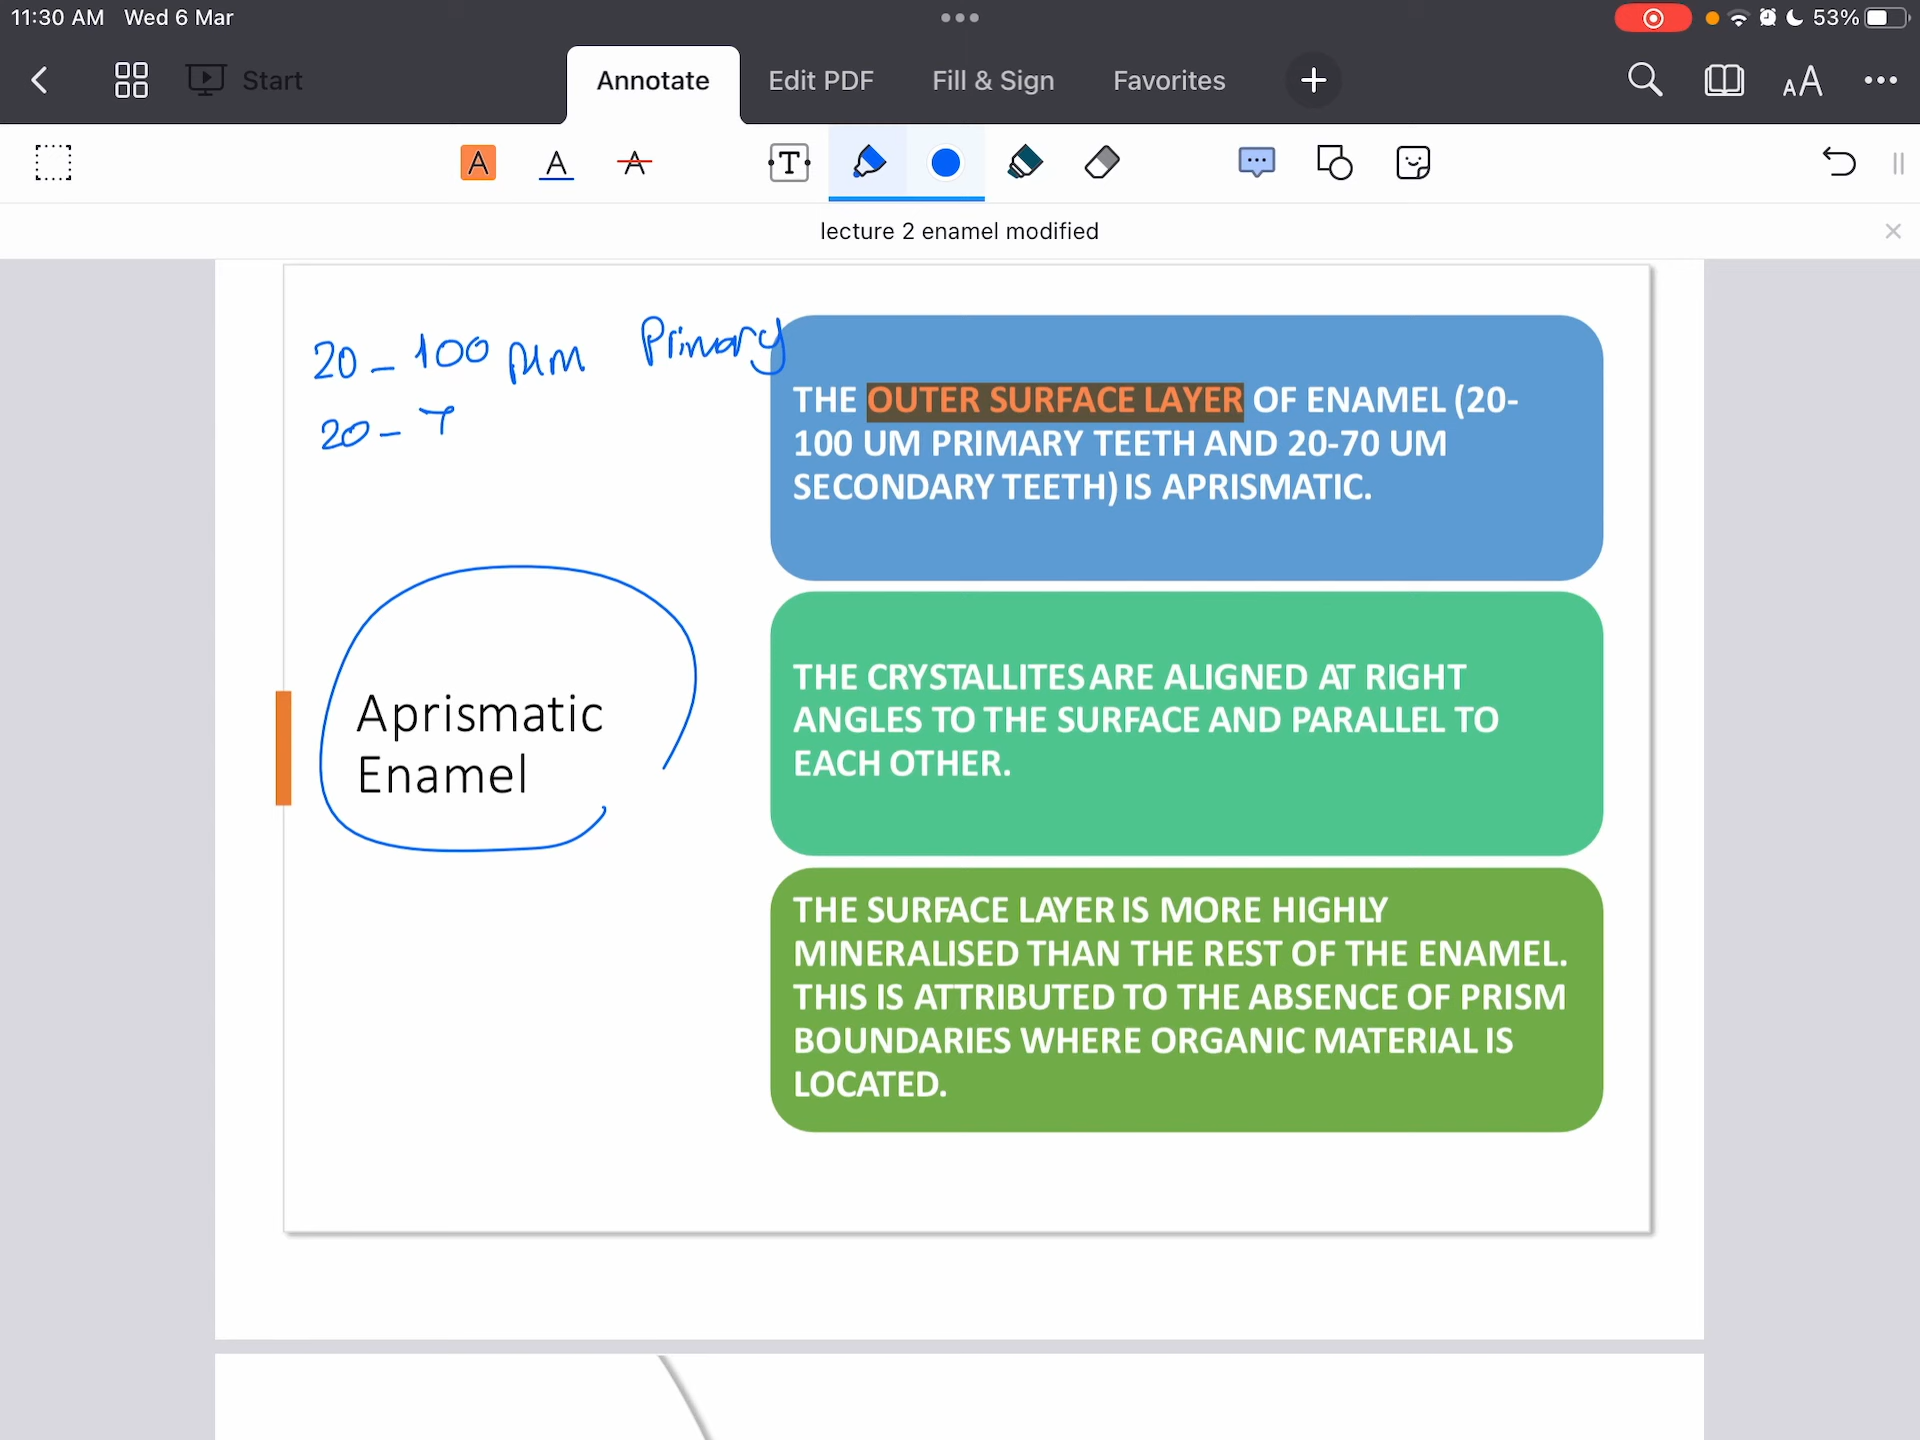 11:30 AM Wed 6 Mar
53%
Start
Annotate
Edit PDF
Fill & Sign
Favorites
lecture 2 enamel modified
20 – 100 µm Primary
20 – 7
Aprismatic
Enamel
THE OUTER SURFACE LAYER OF ENAMEL (20-
100 UM PRIMARY TEETH AND 20-70 UM
SECONDARY TEETH) IS APRISMATIC.
THE CRYSTALLITES ARE ALIGNED AT RIGHT
ANGLES TO THE SURFACE AND PARALLEL TO
EACH OTHER.
THE SURFACE LAYER IS MORE HIGHLY
MINERALISED THAN THE REST OF THE ENAMEL.
THIS IS ATTRIBUTED TO THE ABSENCE OF PRISM
BOUNDARIES WHERE ORGANIC MATERIAL IS
LOCATED.